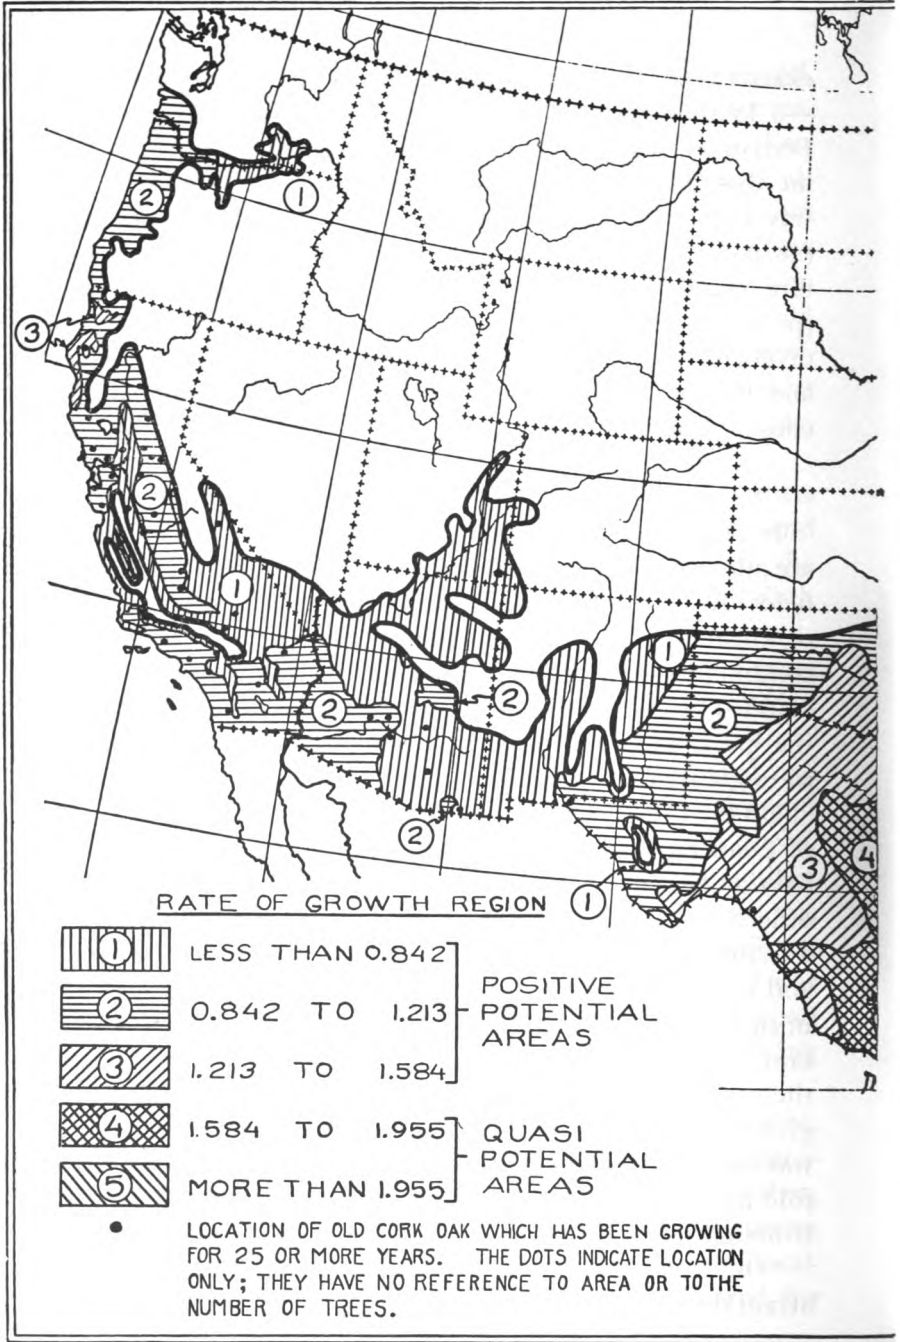 2
1
3
2
1
1
2
2
2
2
3
4
1
RATE OF GROWTH REGION
1 LESS THAN 0.842
2 0.842 TO 1.213
3 1.213 TO 1.584
POSITIVE
POTENTIAL
AREAS
4 1.584 TO 1.955
5 MORE THAN 1.955
QUASI
POTENTIAL
AREAS
• LOCATION OF OLD CORK OAK WHICH HAS BEEN GROWING
FOR 25 OR MORE YEARS. THE DOTS INDICATE LOCATION
ONLY; THEY HAVE NO REFERENCE TO AREA OR TO THE
NUMBER OF TREES.